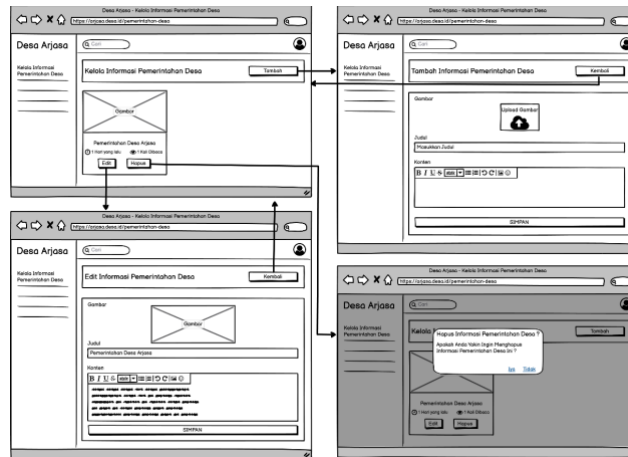 Desa Arjasa - Kelola Informasi Pemerintahan Desa
https://arjasa.desa.id/pemerintahan-desa
Desa Arjasa
Cari
Kelola Informasi
Pemerintahan Desa
Kelola Informasi Pemerintahan Desa
Tambah
Gambar
Pemerintahan Desa Arjasa
1 Hari yang lalu
1 Kali Dibaca
Edit
Hapus
Desa Arjasa - Kelola Informasi Pemerintahan Desa
https://arjasa.desa.id/pemerintahan-desa
Desa Arjasa
Cari
Kelola Informasi
Pemerintahan Desa
Tambah Informasi Pemerintahan Desa
Kembali
Gambar
Upload Gambar
Judul
Masukkan Judul
Konten
B I U S
SIMPAN
Desa Arjasa - Kelola Informasi Pemerintahan Desa
https://arjasa.desa.id/pemerintahan-desa
Desa Arjasa
Cari
Kelola Informasi
Pemerintahan Desa
Edit Informasi Pemerintahan Desa
Kembali
Gambar
Gambar
Judul
Pemerintahan Desa Arjasa
Konten
B I U S
SIMPAN
Desa Arjasa - Kelola Informasi Pemerintahan Desa
https://arjasa.desa.id/pemerintahan-desa
Desa Arjasa
Cari
Kelola Informasi
Pemerintahan Desa
Kelola
Tambah
Hapus Informasi Pemerintahan Desa ?
Apakah Anda Yakin Ingin Menghapus
Informasi Pemerintahan Desa ini ?
Iya
Tidak
Pemerintahan Desa Arjasa
1 Hari yang lalu
1 Kali Dibaca
Edit
Hapus